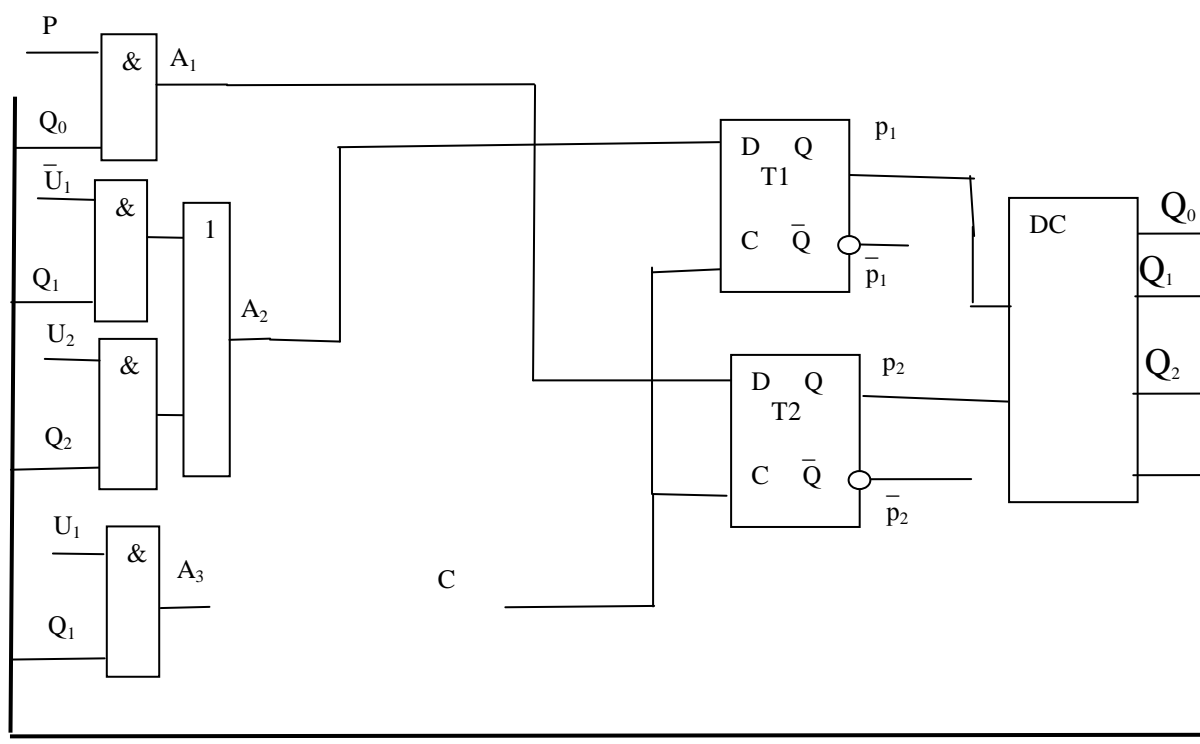 P
&
A₁
Q₀
U̅₁
&
Q₁
1
A₂
U₂
&
Q₂
U₁
&
A₃
Q₁
C
D Q
T1
C Q̅
p₁
p̅₁
D Q
T2
C Q̅
p₂
p̅₂
DC
Q₀
Q₁
Q₂